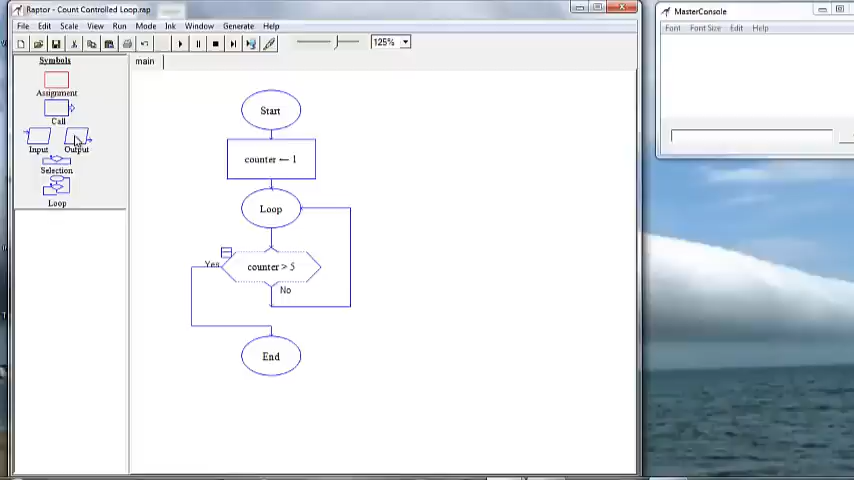 Raptor - Count Controlled Loop.rap
File Edit Scale View Run Mode Ink Window Generate Help
125%
Symbols
Assignment
Call
Input Output
Selection
Loop
main
Start
counter ← 1
Loop
Yes
counter > 5
No
End
MasterConsole
Font Font Size Edit Help